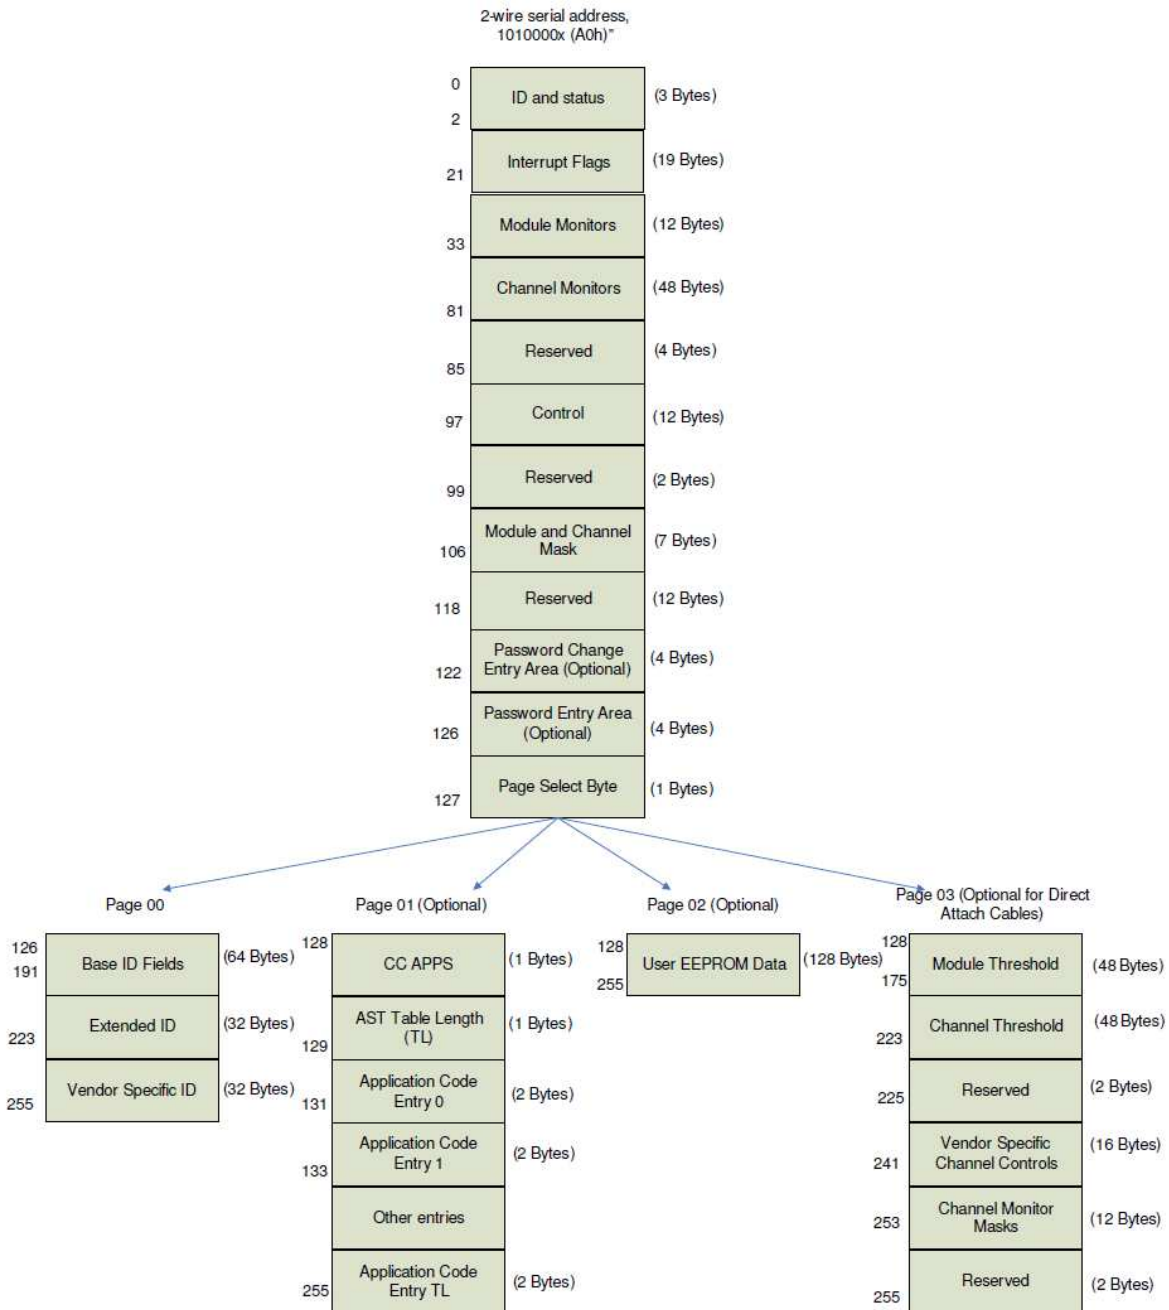 2-wire serial address,
1010000x (A0h)"
0
ID and status
(3 Bytes)
2
Interrupt Flags
(19 Bytes)
21
Module Monitors
(12 Bytes)
33
Channel Monitors
(48 Bytes)
81
Reserved
(4 Bytes)
85
Control
(12 Bytes)
97
Reserved
(2 Bytes)
99
Module and Channel
Mask
(7 Bytes)
106
Reserved
(12 Bytes)
118
Password Change
Entry Area (Optional)
(4 Bytes)
122
Password Entry Area
(Optional)
(4 Bytes)
126
Page Select Byte
(1 Bytes)
127
Page 00
126
191
Base ID Fields
(64 Bytes)
Extended ID
(32 Bytes)
223
Vendor Specific ID
(32 Bytes)
255
Page 01 (Optional)
128
CC APPS
(1 Bytes)
AST Table Length
(TL)
(1 Bytes)
129
Application Code
Entry 0
(2 Bytes)
131
Application Code
Entry 1
(2 Bytes)
133
Other entries
Application Code
Entry TL
(2 Bytes)
255
Page 02 (Optional)
128
255
User EEPROM Data
(128 Bytes)
Page 03 (Optional for Direct
Attach Cables)
128
175
Module Threshold
(48 Bytes)
Channel Threshold
(48 Bytes)
223
Reserved
(2 Bytes)
225
Vendor Specific
Channel Controls
(16 Bytes)
241
Channel Monitor
Masks
(12 Bytes)
253
Reserved
(2 Bytes)
255